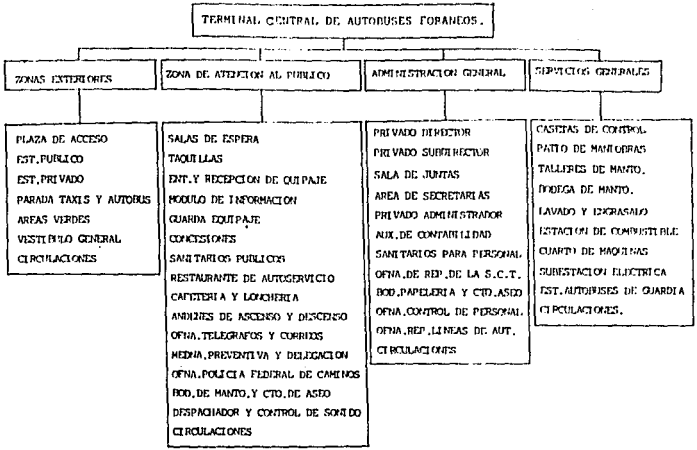 TERMINAL CENTRAL DE AUTOBUSES FORANEOS.
ZONAS EXTERIORES
ZONA DE ATENCION AL PUBLICO
ADMINISTRACION GENERAL
SERVICIOS GENERALES
PLAZA DE ACCESO
EST.PUBLICO
EST.PRIVADO
PARADA TAXIS Y AUTOBUS
AREAS VERDES
VESTIBULO GENERAL
CIRCULACIONES
SALAS DE ESPERA
TAQUILLAS
ENT.Y RECEPCION DE QUIPAJE
MODULO DE INFORMACION
GUARDA EQUIPAJE
CONCESIONES
SANITARIOS PUBLICOS
RESTAURANTE DE AUTOSERVICIO
CAFETERIA Y LONCHERIA
ANDENES DE ASCENSO Y DESCENSO
OFNA.TELEGRAFOS Y CORREOS
MEDNA.PREVENTIVA Y DELEGACION
OFNA.POLICIA FEDERAL DE CAMINOS
BOD.DE MANTO.Y CTO.DE ASEO
DESPACHADOR Y CONTROL DE SONIDO
CIRCULACIONES
PRIVADO DIRECTOR
PRIVADO SUBDIRECTOR
SALA DE JUNTAS
AREA DE SECRETARIAS
PRIVADO ADMINISTRADOR
AUX.DE CONTABILIDAD
SANITARIOS PARA PERSONAL
OFNA.DE REP.DE LA S.C.T.
BOD.PAPELERIA Y CTO.ASEO
OFNA.CONTROL DE PERSONAL
OFNA.REP.LINEAS DE AUT.
CIRCULACIONES
CASETAS DE CONTROL
PATIO DE MANIOBRAS
TALLERES DE MANTO.
BODEGA DE MANTO.
LAVADO Y ENGRASADO
ESTACION DE COMBUSTIBLE
CUARTO DE MAQUINAS
SUBESTACION ELECTRICA
EST.AUTOBUSES DE GUARDIA
CIRCULACIONES.